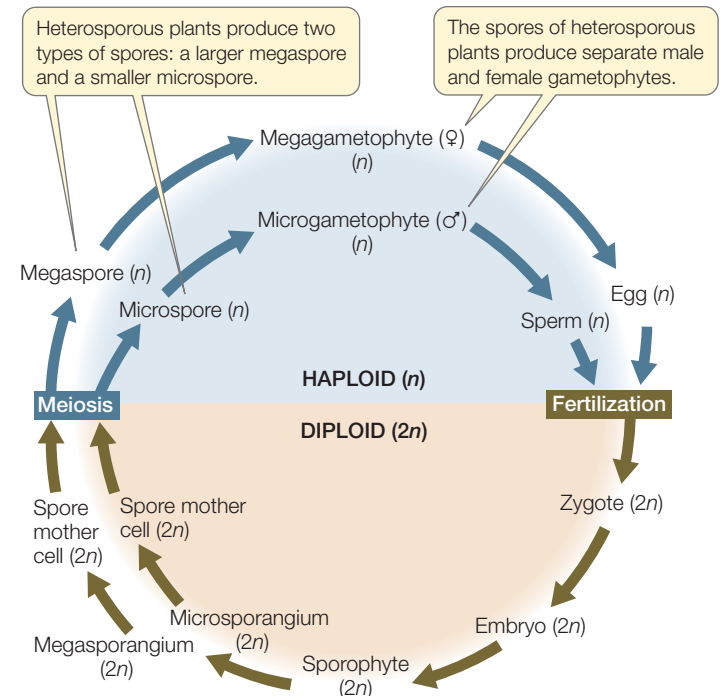 Heterosporous plants produce two
types of spores: a larger megaspore
and a smaller microspore.
The spores of heterosporous
plants produce separate male
and female gametophytes.
Megagametophyte (♀)
(n)
Microgametophyte (♂)
(n)
Megaspore (n)
Microspore (n)
Egg (n)
Sperm (n)
HAPLOID (n)
Meiosis
Fertilization
DIPLOID (2n)
Spore
mother
cell (2n)
Spore mother
cell (2n)
Zygote (2n)
Microsporangium
(2n)
Megasporangium
(2n)
Embryo (2n)
Sporophyte
(2n)